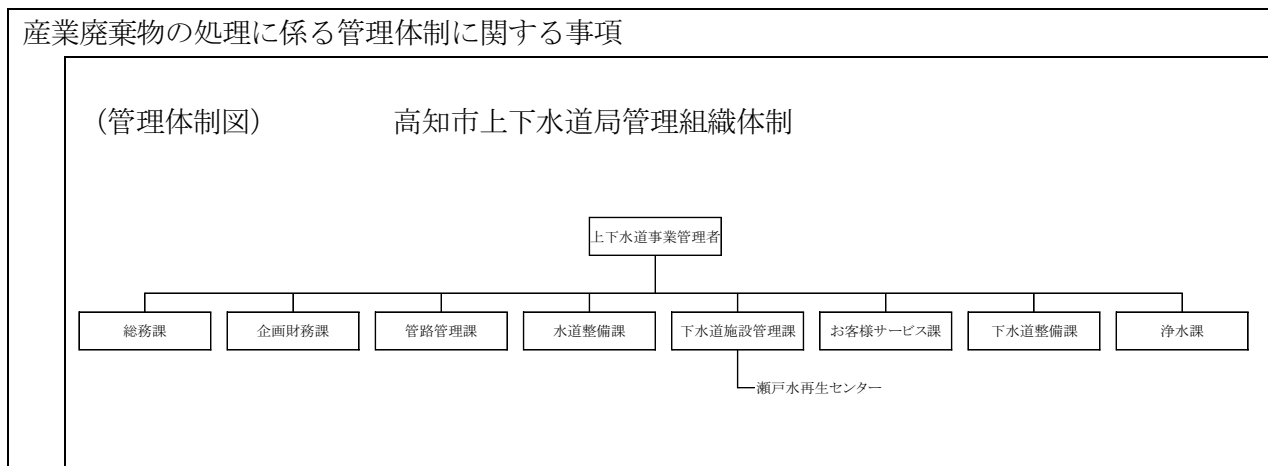 産業廃棄物の処理に係る管理体制に関する事項
（管理体制図） 高知市上下水道局管理組織体制
上下水道事業管理者
総務課 企画財務課 管路管理課 水道整備課 下水道施設管理課 お客様サービス課 下水道整備課 浄水課
瀬戸水再生センター